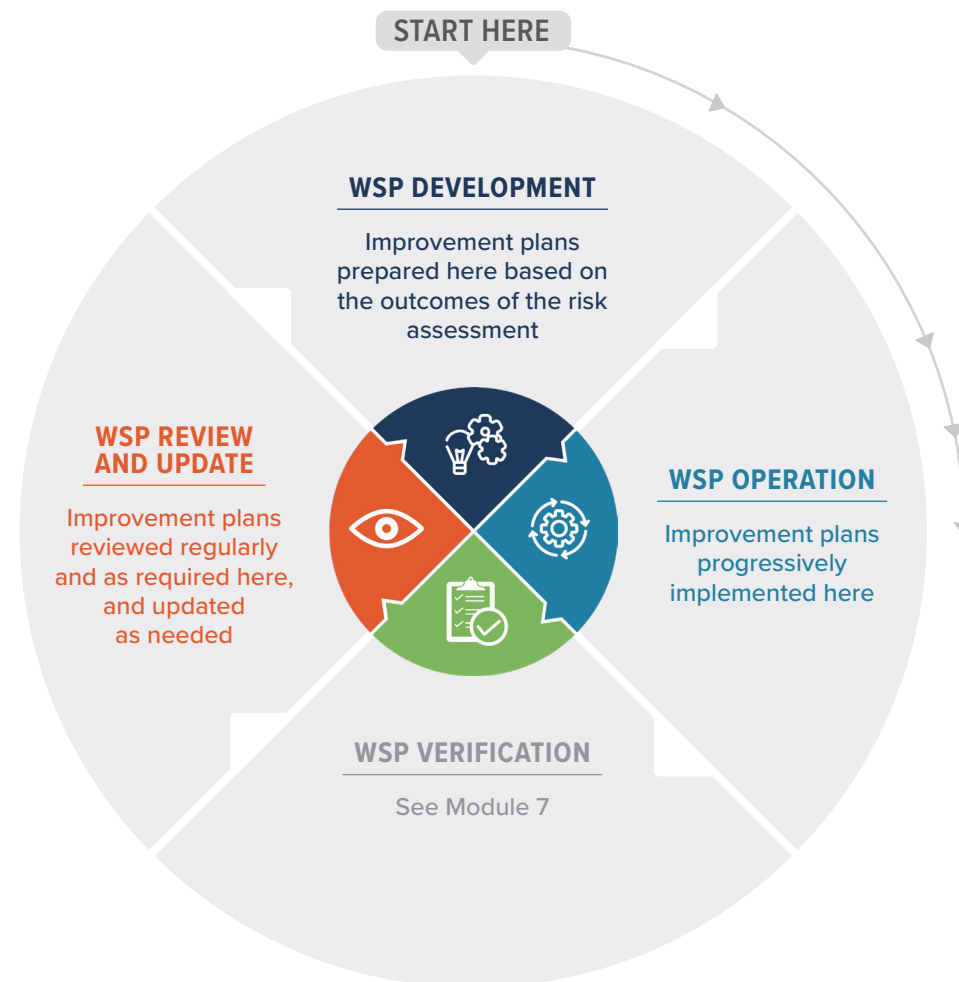 START HERE
WSP DEVELOPMENT
Improvement plans
prepared here based on
the outcomes of the risk
assessment
WSP OPERATION
Improvement plans
progressively
implemented here
WSP VERIFICATION
See Module 7
WSP REVIEW
AND UPDATE
Improvement plans
reviewed regularly
and as required here,
and updated
as needed